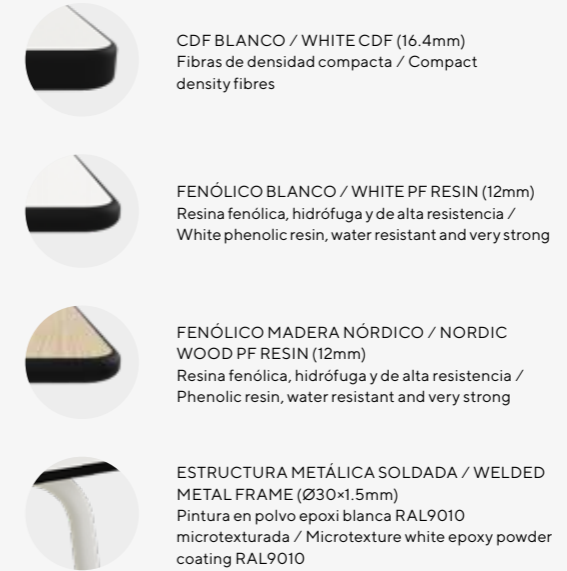 CDF BLANCO / WHITE CDF (16.4mm)
Fibras de densidad compacta / Compact
density fibres
FENÓLICO BLANCO / WHITE PF RESIN (12mm)
Resina fenólica, hidrófuga y de alta resistencia /
White phenolic resin, water resistant and very strong
FENÓLICO MADERA NÓRDICO / NORDIC
WOOD PF RESIN (12mm)
Resina fenólica, hidrófuga y de alta resistencia /
Phenolic resin, water resistant and very strong
ESTRUCTURA METÁLICA SOLDADA / WELDED
METAL FRAME (Ø30×1.5mm)
Pintura en polvo epoxi blanca RAL9010
microtexturada / Microtexture white epoxy powder
coating RAL9010